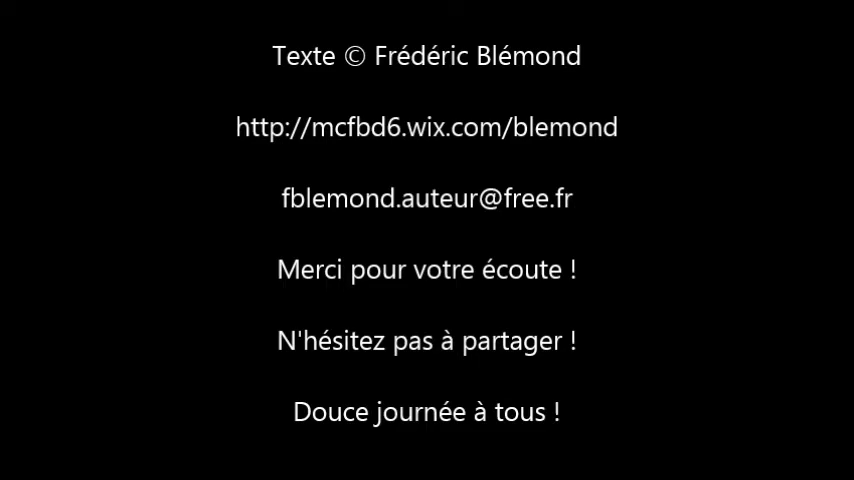 Texte © Frédéric Blémond
http://mcfbd6.wix.com/blemond
fblemond.auteur@free.fr
Merci pour votre écoute !
N'hésitez pas à partager !
Douce journée à tous !